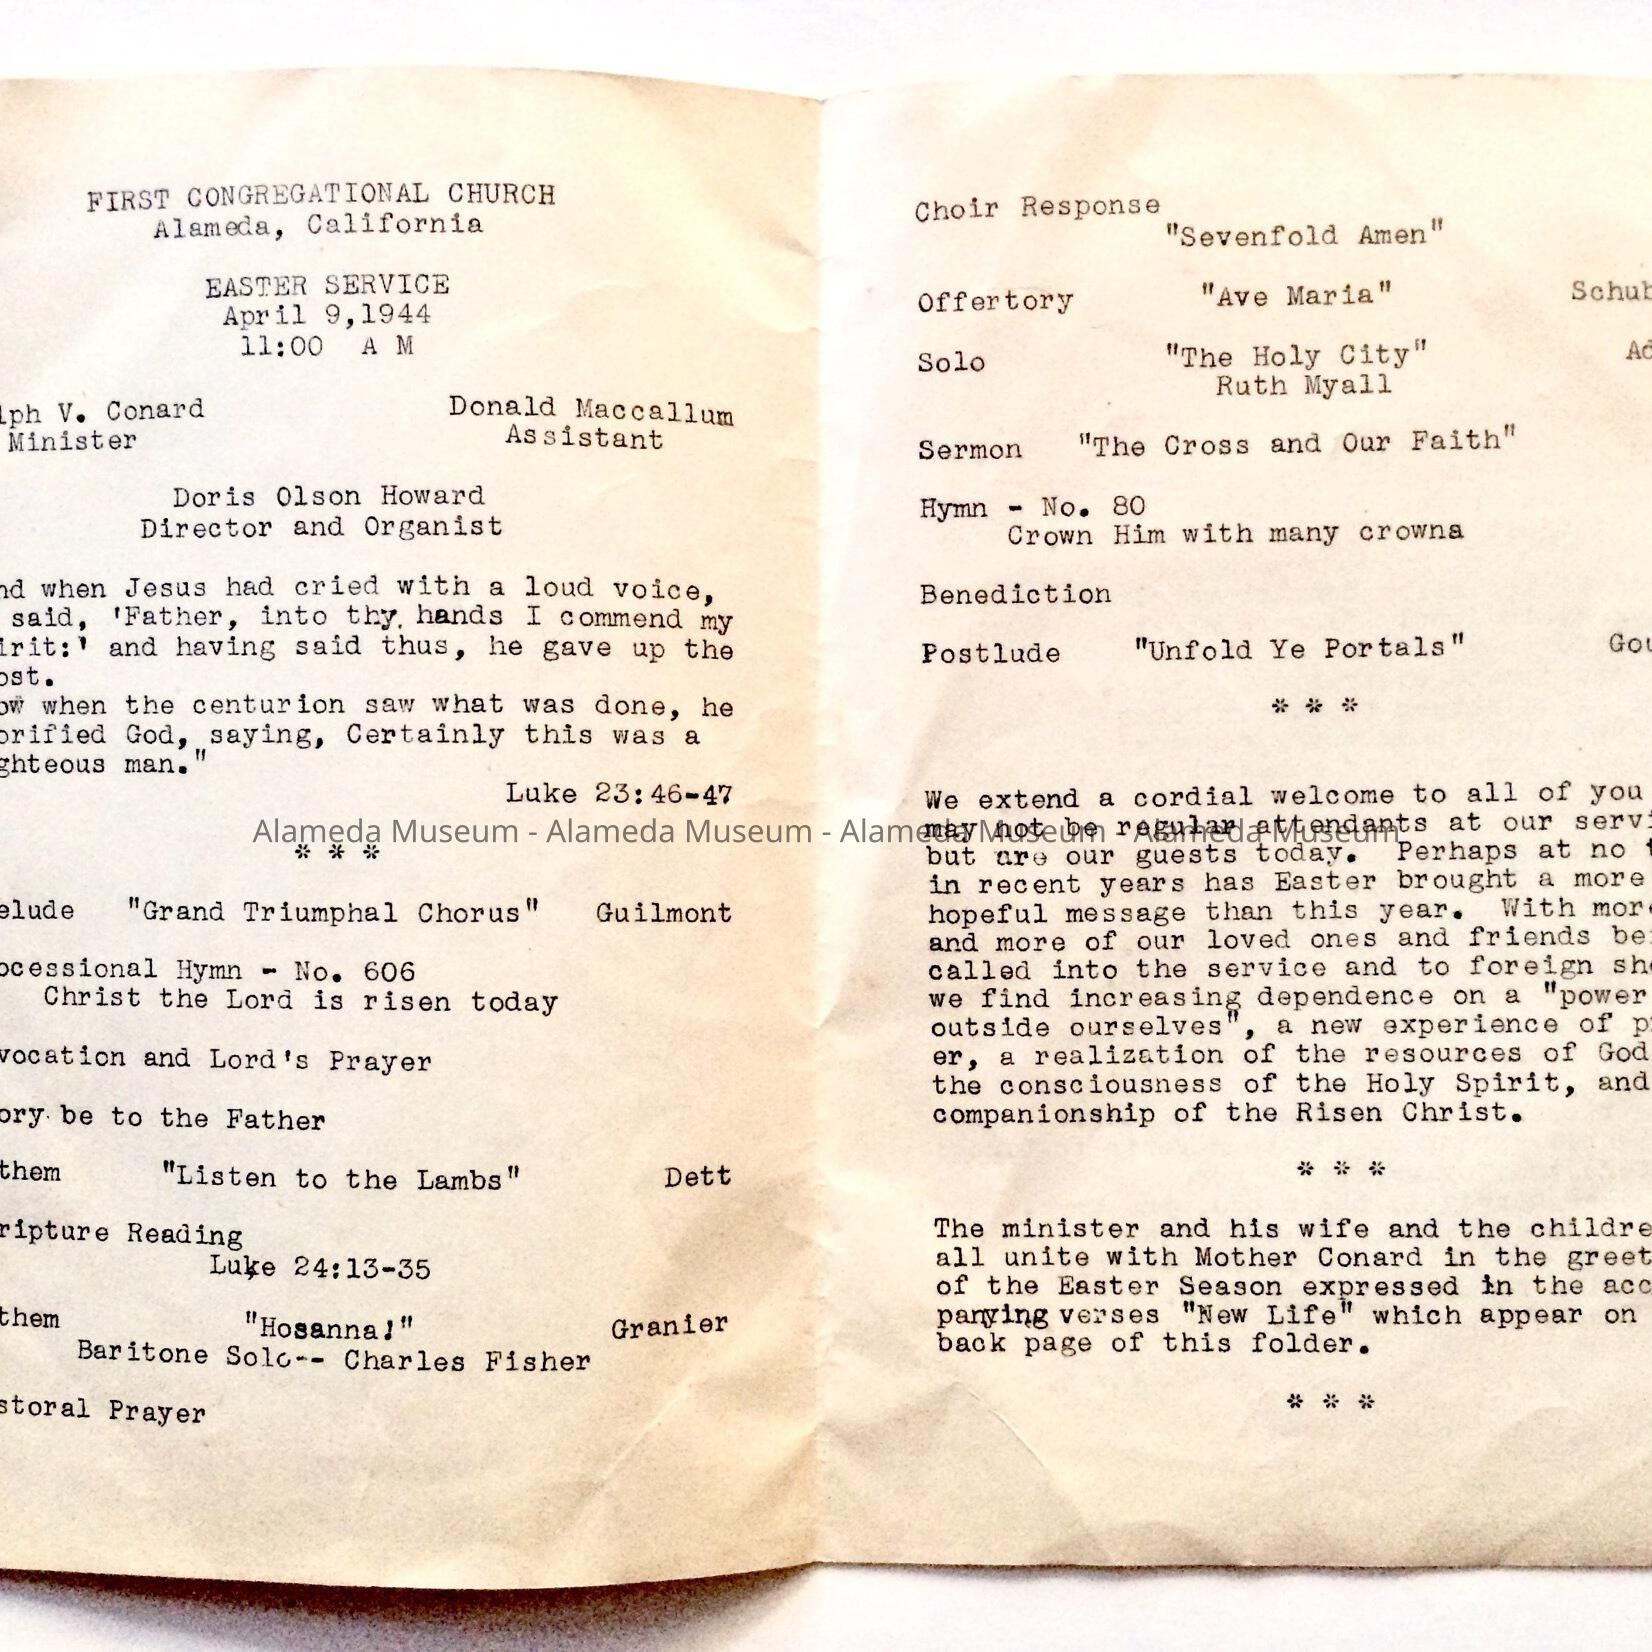 FIRST CONGREGATIONAL CHURCH
Alameda, California
EASTER SERVICE
April 9,1944
11:00 A M
lph V. Conard Donald Maccallum
Minister Assistant
Doris Olson Howard
Director and Organist
nd when Jesus had cried with a loud voice,
said, 'Father, into thy hands I commend my
irit:' and having said thus, he gave up the
ost.
ow when the centurion saw what was done, he
orified God, saying, Certainly this was a
ghteous man."
Luke 23:46-47
* * *
elude "Grand Triumphal Chorus" Guilmont
ocessional Hymn - No. 606
Christ the Lord is risen today
vocation and Lord's Prayer
ory be to the Father
them "Listen to the Lambs" Dett
ripture Reading
Luke 24:13-35
them "Hosanna!" Granier
Baritone Solo-- Charles Fisher
storal Prayer
Choir Response
"Sevenfold Amen"
Offertory "Ave Maria" Schub
Solo "The Holy City" Ad
Ruth Myall
Sermon "The Cross and Our Faith"
Hymn - No. 80
Crown Him with many crowna
Benediction
Postlude "Unfold Ye Portals" Gou
* * *
We extend a cordial welcome to all of you
may not be regular attendants at our servi
but are our guests today. Perhaps at no t
in recent years has Easter brought a more
hopeful message than this year. With more
and more of our loved ones and friends bei
called into the service and to foreign sho
we find increasing dependence on a "power
outside ourselves", a new experience of pr
er, a realization of the resources of God
the consciousness of the Holy Spirit, and
companionship of the Risen Christ.
* * *
The minister and his wife and the childre
all unite with Mother Conard in the greet
of the Easter Season expressed in the acc
panying verses "New Life" which appear on
back page of this folder.
* * *
Alameda Museum - Alameda Museum - Alameda Museum - Alameda Museum